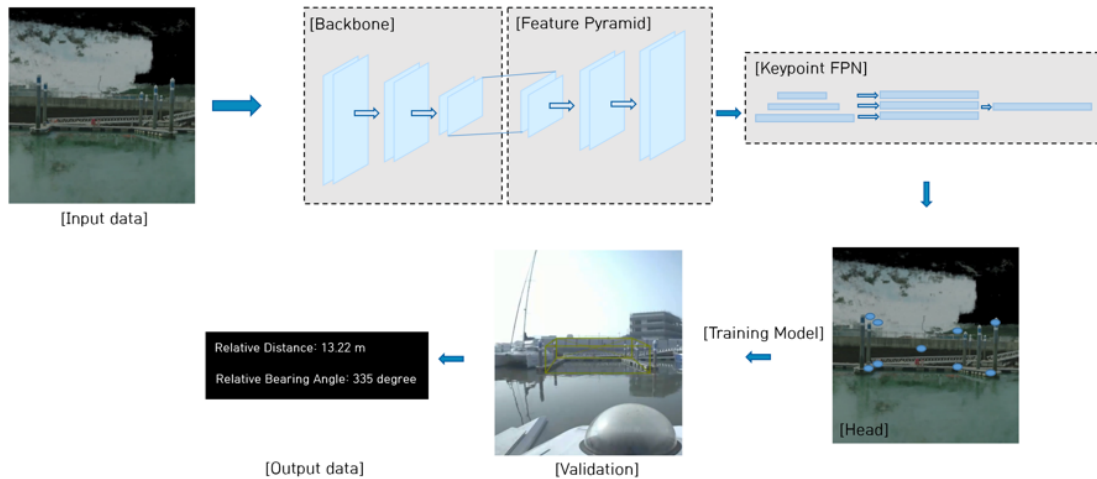 [Backbone]
[Feature Pyramid]
[Keypoint FPN]
[Input data]
[Head]
[Training Model]
[Validation]
Relative Distance: 13.22 m
Relative Bearing Angle: 335 degree
[Output data]